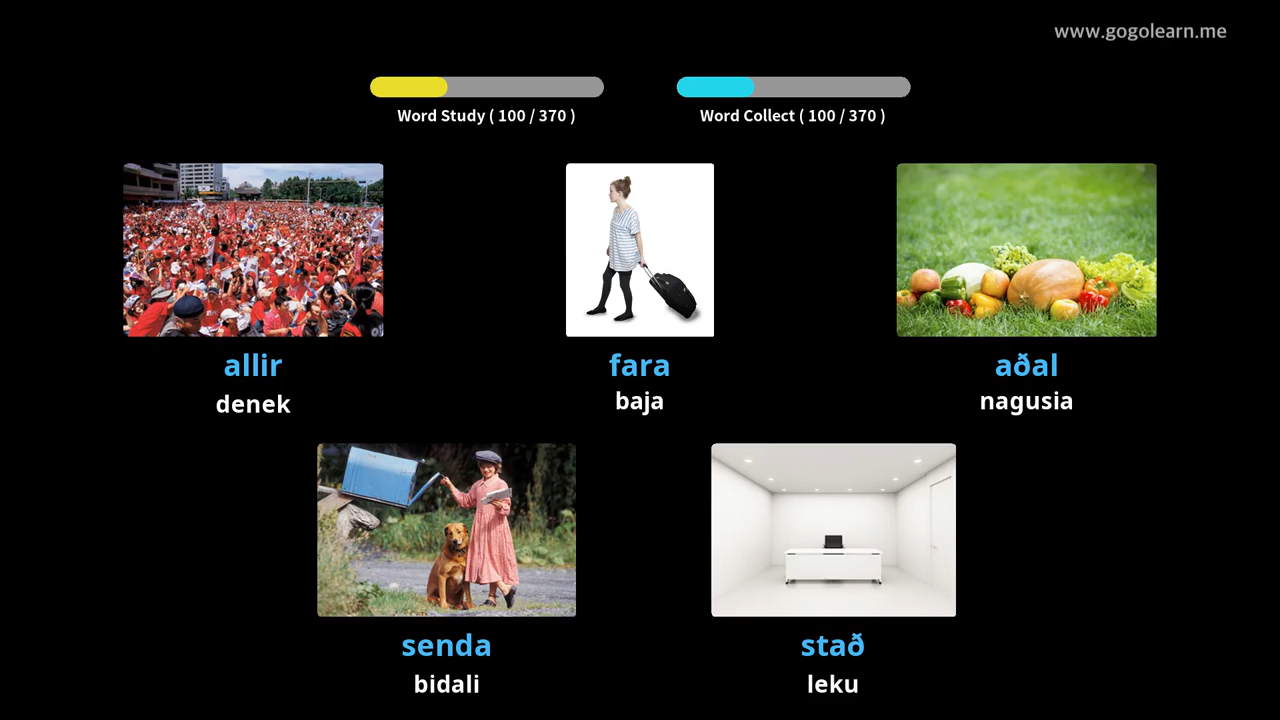 www.gogolearn.me
Word Study ( 100 / 370 )
Word Collect ( 100 / 370 )
allir
denek
fara
baja
aðal
nagusia
senda
bidali
stað
leku